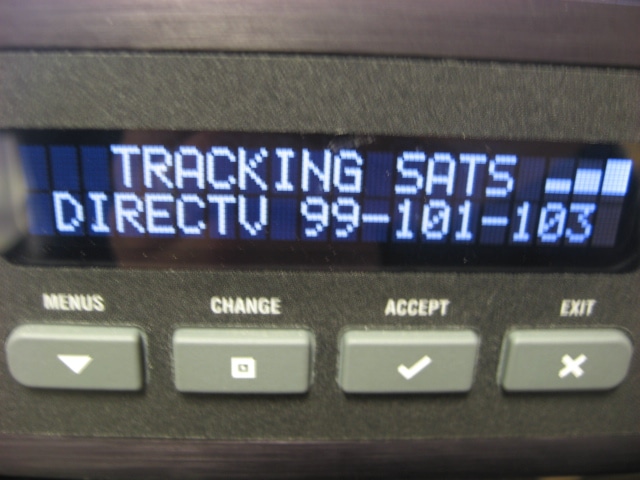 TRACKING SATS
DIRECTV 99-101-103
MENUS CHANGE ACCEPT EXIT